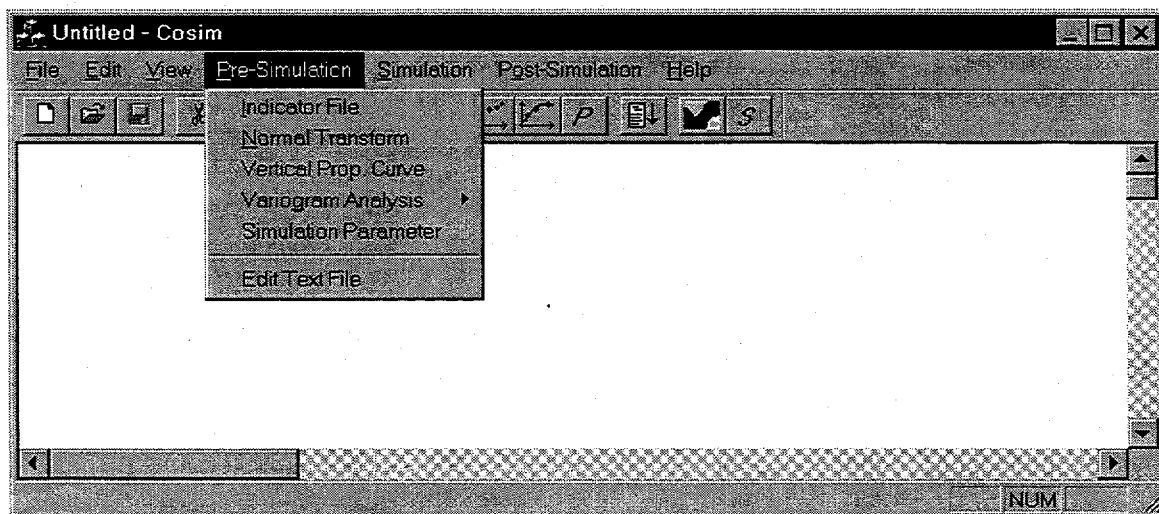 Untitled - Cosim
File Edit View Pre-Simulation Simulation Post-Simulation Help
P S
Indicator File
Normal Transform
Vertical Prop. Curve
Variogram Analysis
Simulation Parameter
Edit Text File
NUM